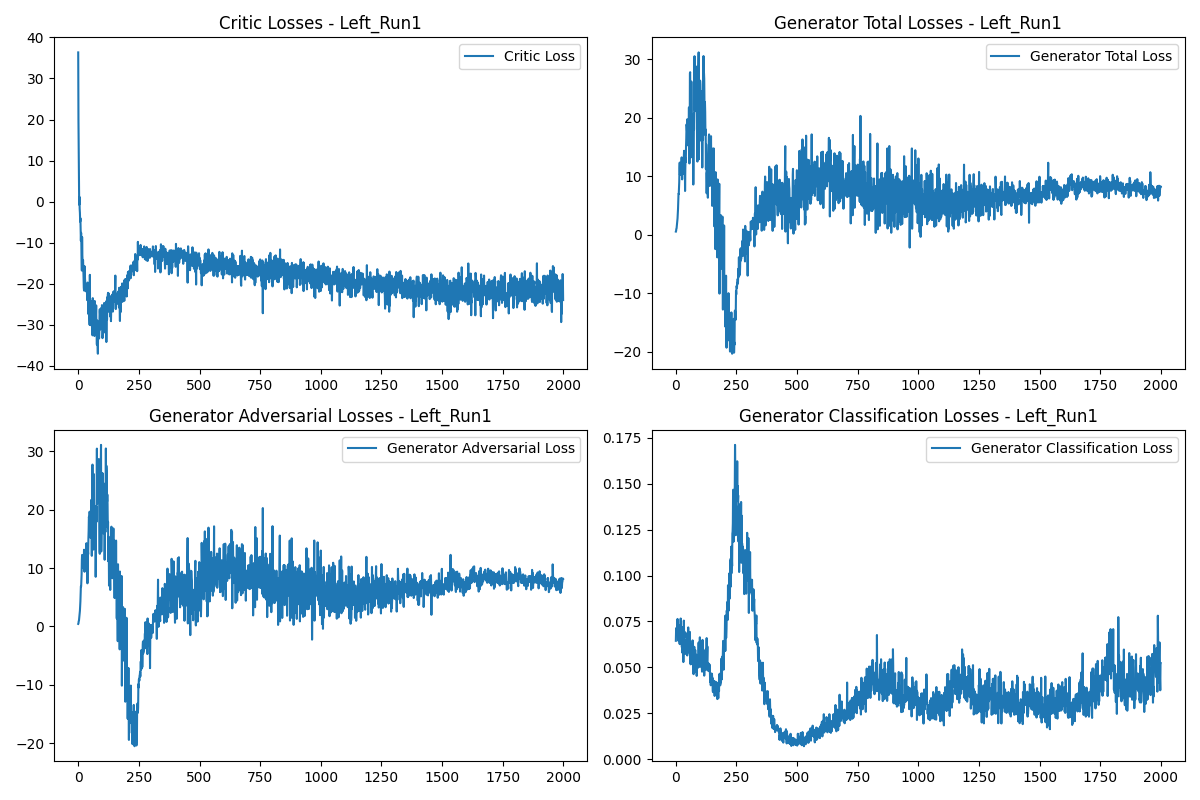 Critic Losses - Left_Run1
Critic Loss
40
30
20
10
0
−10
−20
−30
−40
0 250 500 750 1000 1250 1500 1750 2000
Generator Total Losses - Left_Run1
Generator Total Loss
30
20
10
0
−10
−20
0 250 500 750 1000 1250 1500 1750 2000
Generator Adversarial Losses - Left_Run1
Generator Adversarial Loss
30
20
10
0
−10
−20
0 250 500 750 1000 1250 1500 1750 2000
Generator Classification Losses - Left_Run1
Generator Classification Loss
0.175
0.150
0.125
0.100
0.075
0.050
0.025
0.000
0 250 500 750 1000 1250 1500 1750 2000